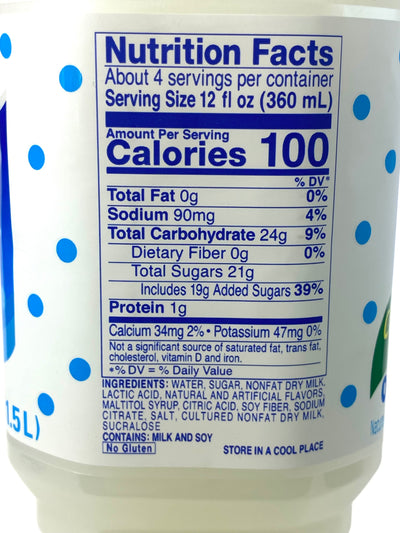 Nutrition Facts
About 4 servings per container
Serving Size 12 fl oz (360 mL)
Amount Per Serving
Calories 100
% DV*
Total Fat 0g 0%
Sodium 90mg 4%
Total Carbohydrate 24g 9%
Dietary Fiber 0g 0%
Total Sugars 21g
Includes 19g Added Sugars 39%
Protein 1g
Calcium 34mg 2% • Potassium 47mg 0%
Not a significant source of saturated fat, trans fat,
cholesterol, vitamin D and iron.
*% DV = % Daily Value
INGREDIENTS: WATER, SUGAR, NONFAT DRY MILK,
LACTIC ACID, NATURAL AND ARTIFICIAL FLAVORS,
MALTITOL SYRUP, CITRIC ACID, SOY FIBER, SODIUM
CITRATE, SALT, CULTURED NONFAT DRY MILK,
SUCRALOSE
CONTAINS: MILK AND SOY
No Gluten STORE IN A COOL PLACE
1.5L)